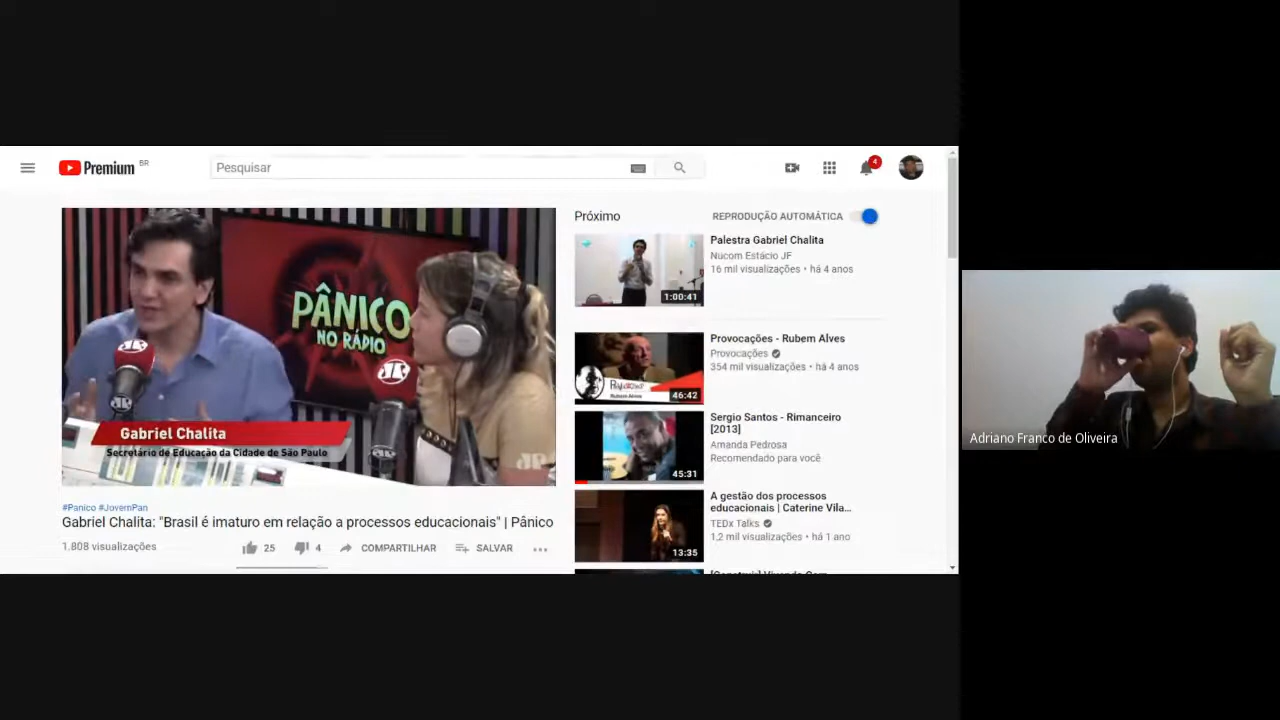 Premium BR
Pesquisar
4
PÂNICO
NO RÁDIO
JP
Gabriel Chalita
Secretário de Educação da Cidade de São Paulo
#Panico #JovemPan
Gabriel Chalita: "Brasil é imaturo em relação a processos educacionais" | Pânico
1.808 visualizações
25
4
COMPARTILHAR
SALVAR
Próximo
REPRODUÇÃO AUTOMÁTICA
Palestra Gabriel Chalita
Nucom Estácio JF
16 mil visualizações • há 4 anos
1:00:41
Provocações - Rubem Alves
Provocações
354 mil visualizações • há 4 anos
46:42
Sergio Santos - Rimanceiro
[2013]
Amanda Pedrosa
Recomendado para você
45:31
A gestão dos processos
educacionais | Caterine Vila...
TEDx Talks
1,2 mil visualizações • há 1 ano
13:35
Adriano Franco de Oliveira